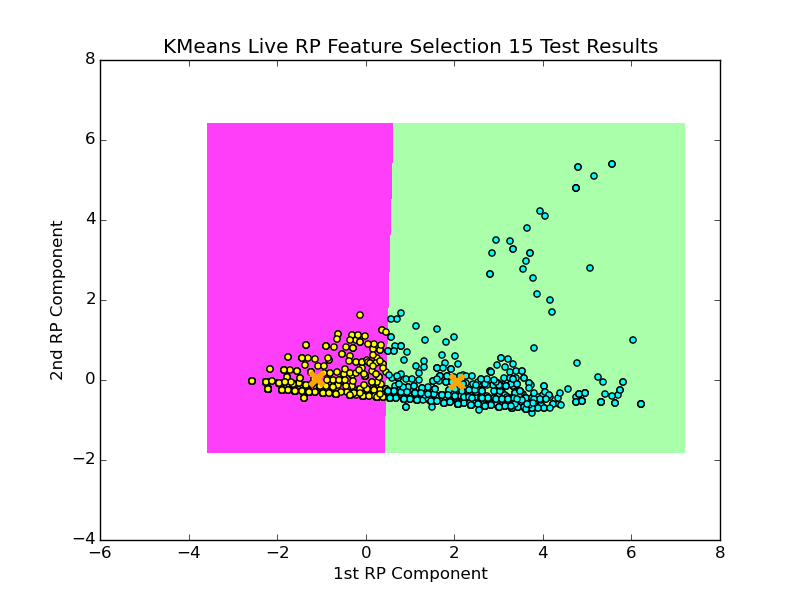 KMeans Live RP Feature Selection 15 Test Results
8
6
4
2
0
−2
−4
2nd RP Component
−6 −4 −2 0 2 4 6 8
1st RP Component